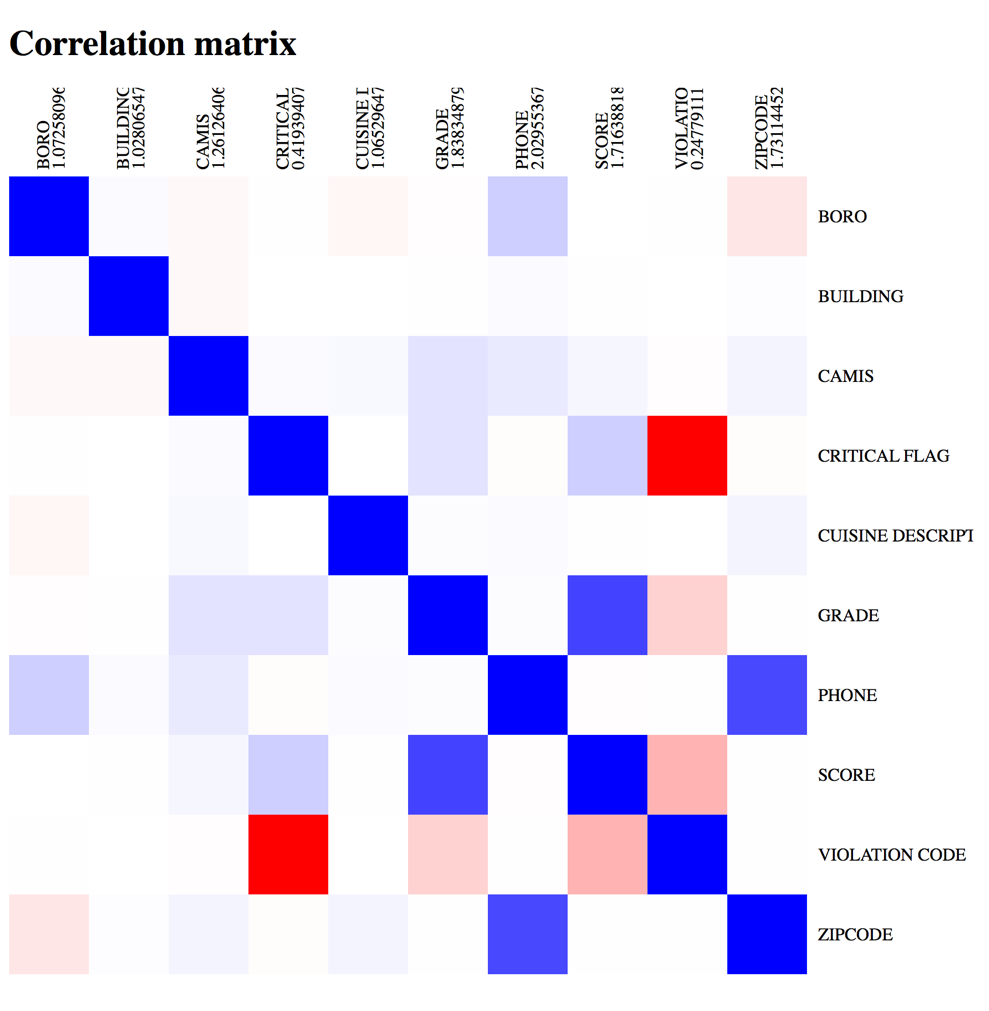 Correlation matrix
BORO
1.07258096
BUILDING
1.02806547
CAMIS
1.26126406
CRITICAL
0.41939407
CUISINE D
1.06529647
GRADE
1.83834879
PHONE
2.02955367
SCORE
1.71638818
VIOLATIO
0.24779111
ZIPCODE
1.73114452
BORO
BUILDING
CAMIS
CRITICAL FLAG
CUISINE DESCRIPT
GRADE
PHONE
SCORE
VIOLATION CODE
ZIPCODE